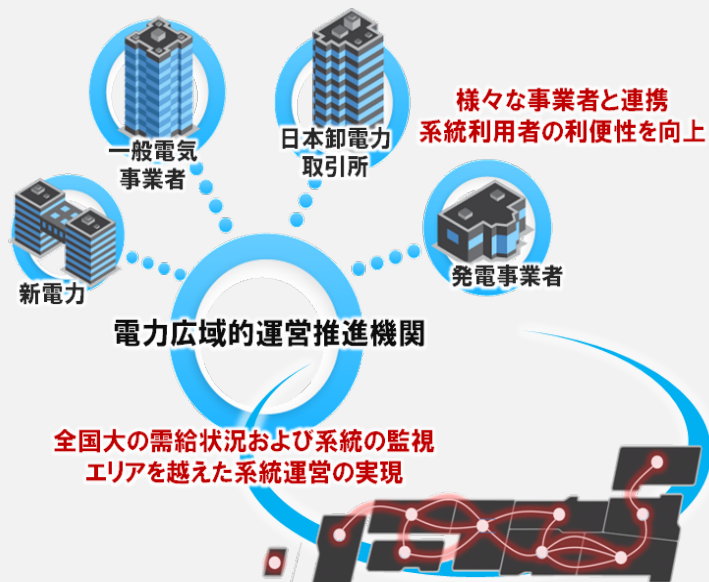 一般電気
事業者
日本卸電力
取引所
様々な事業者と連携
系統利用者の利便性を向上
新電力
発電事業者
電力広域的運営推進機関
全国大の需給状況および系統の監視
エリアを越えた系統運営の実現